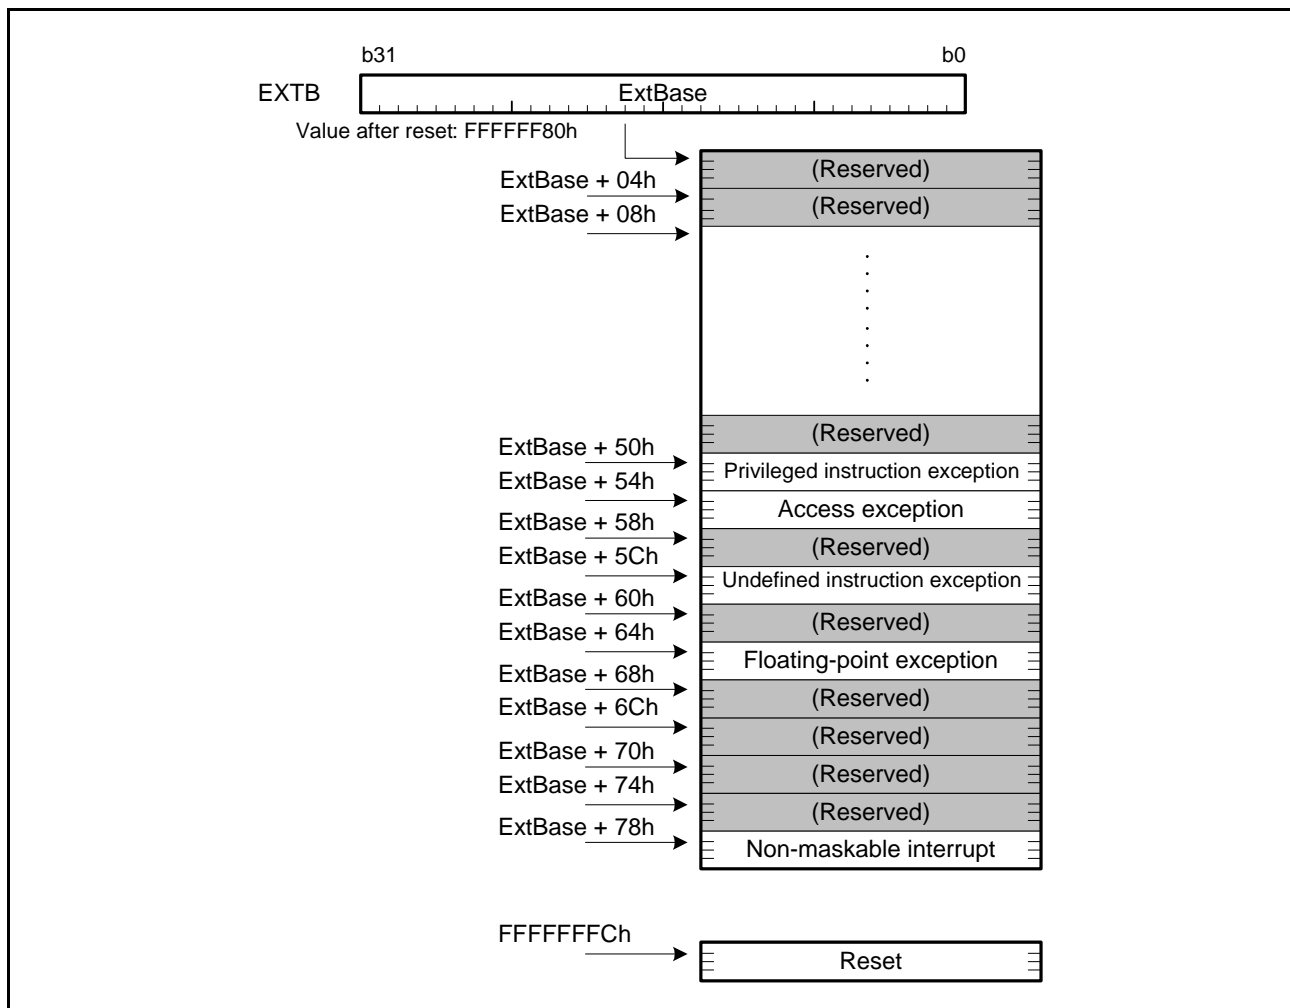 b31 b0
EXTB ExtBase
Value after reset: FFFFFF80h
(Reserved)
ExtBase + 04h
(Reserved)
ExtBase + 08h
(Reserved)
ExtBase + 50h
Privileged instruction exception
ExtBase + 54h
Access exception
ExtBase + 58h
(Reserved)
ExtBase + 5Ch
Undefined instruction exception
ExtBase + 60h
(Reserved)
ExtBase + 64h
Floating-point exception
ExtBase + 68h
(Reserved)
ExtBase + 6Ch
(Reserved)
ExtBase + 70h
(Reserved)
ExtBase + 74h
(Reserved)
ExtBase + 78h
Non-maskable interrupt
FFFFFFFCh
Reset